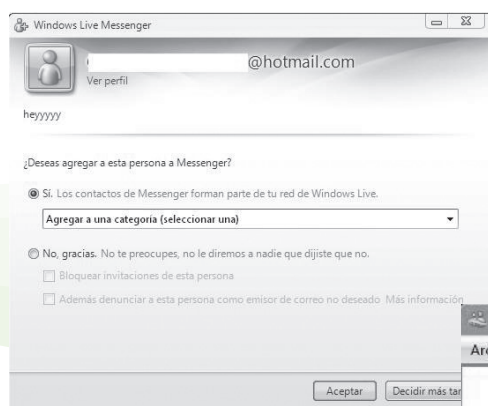 Windows Live Messenger
@hotmail.com
Ver perfil
heyyyyy
¿Deseas agregar a esta persona a Messenger?
Sí. Los contactos de Messenger forman parte de tu red de Windows Live.
Agregar a una categoría (seleccionar una)
No, gracias. No te preocupes, no le diremos a nadie que dijiste que no.
Bloquear invitaciones de esta persona
Además denunciar a esta persona como emisor de correo no deseado Más información
Aceptar Decidir más tar